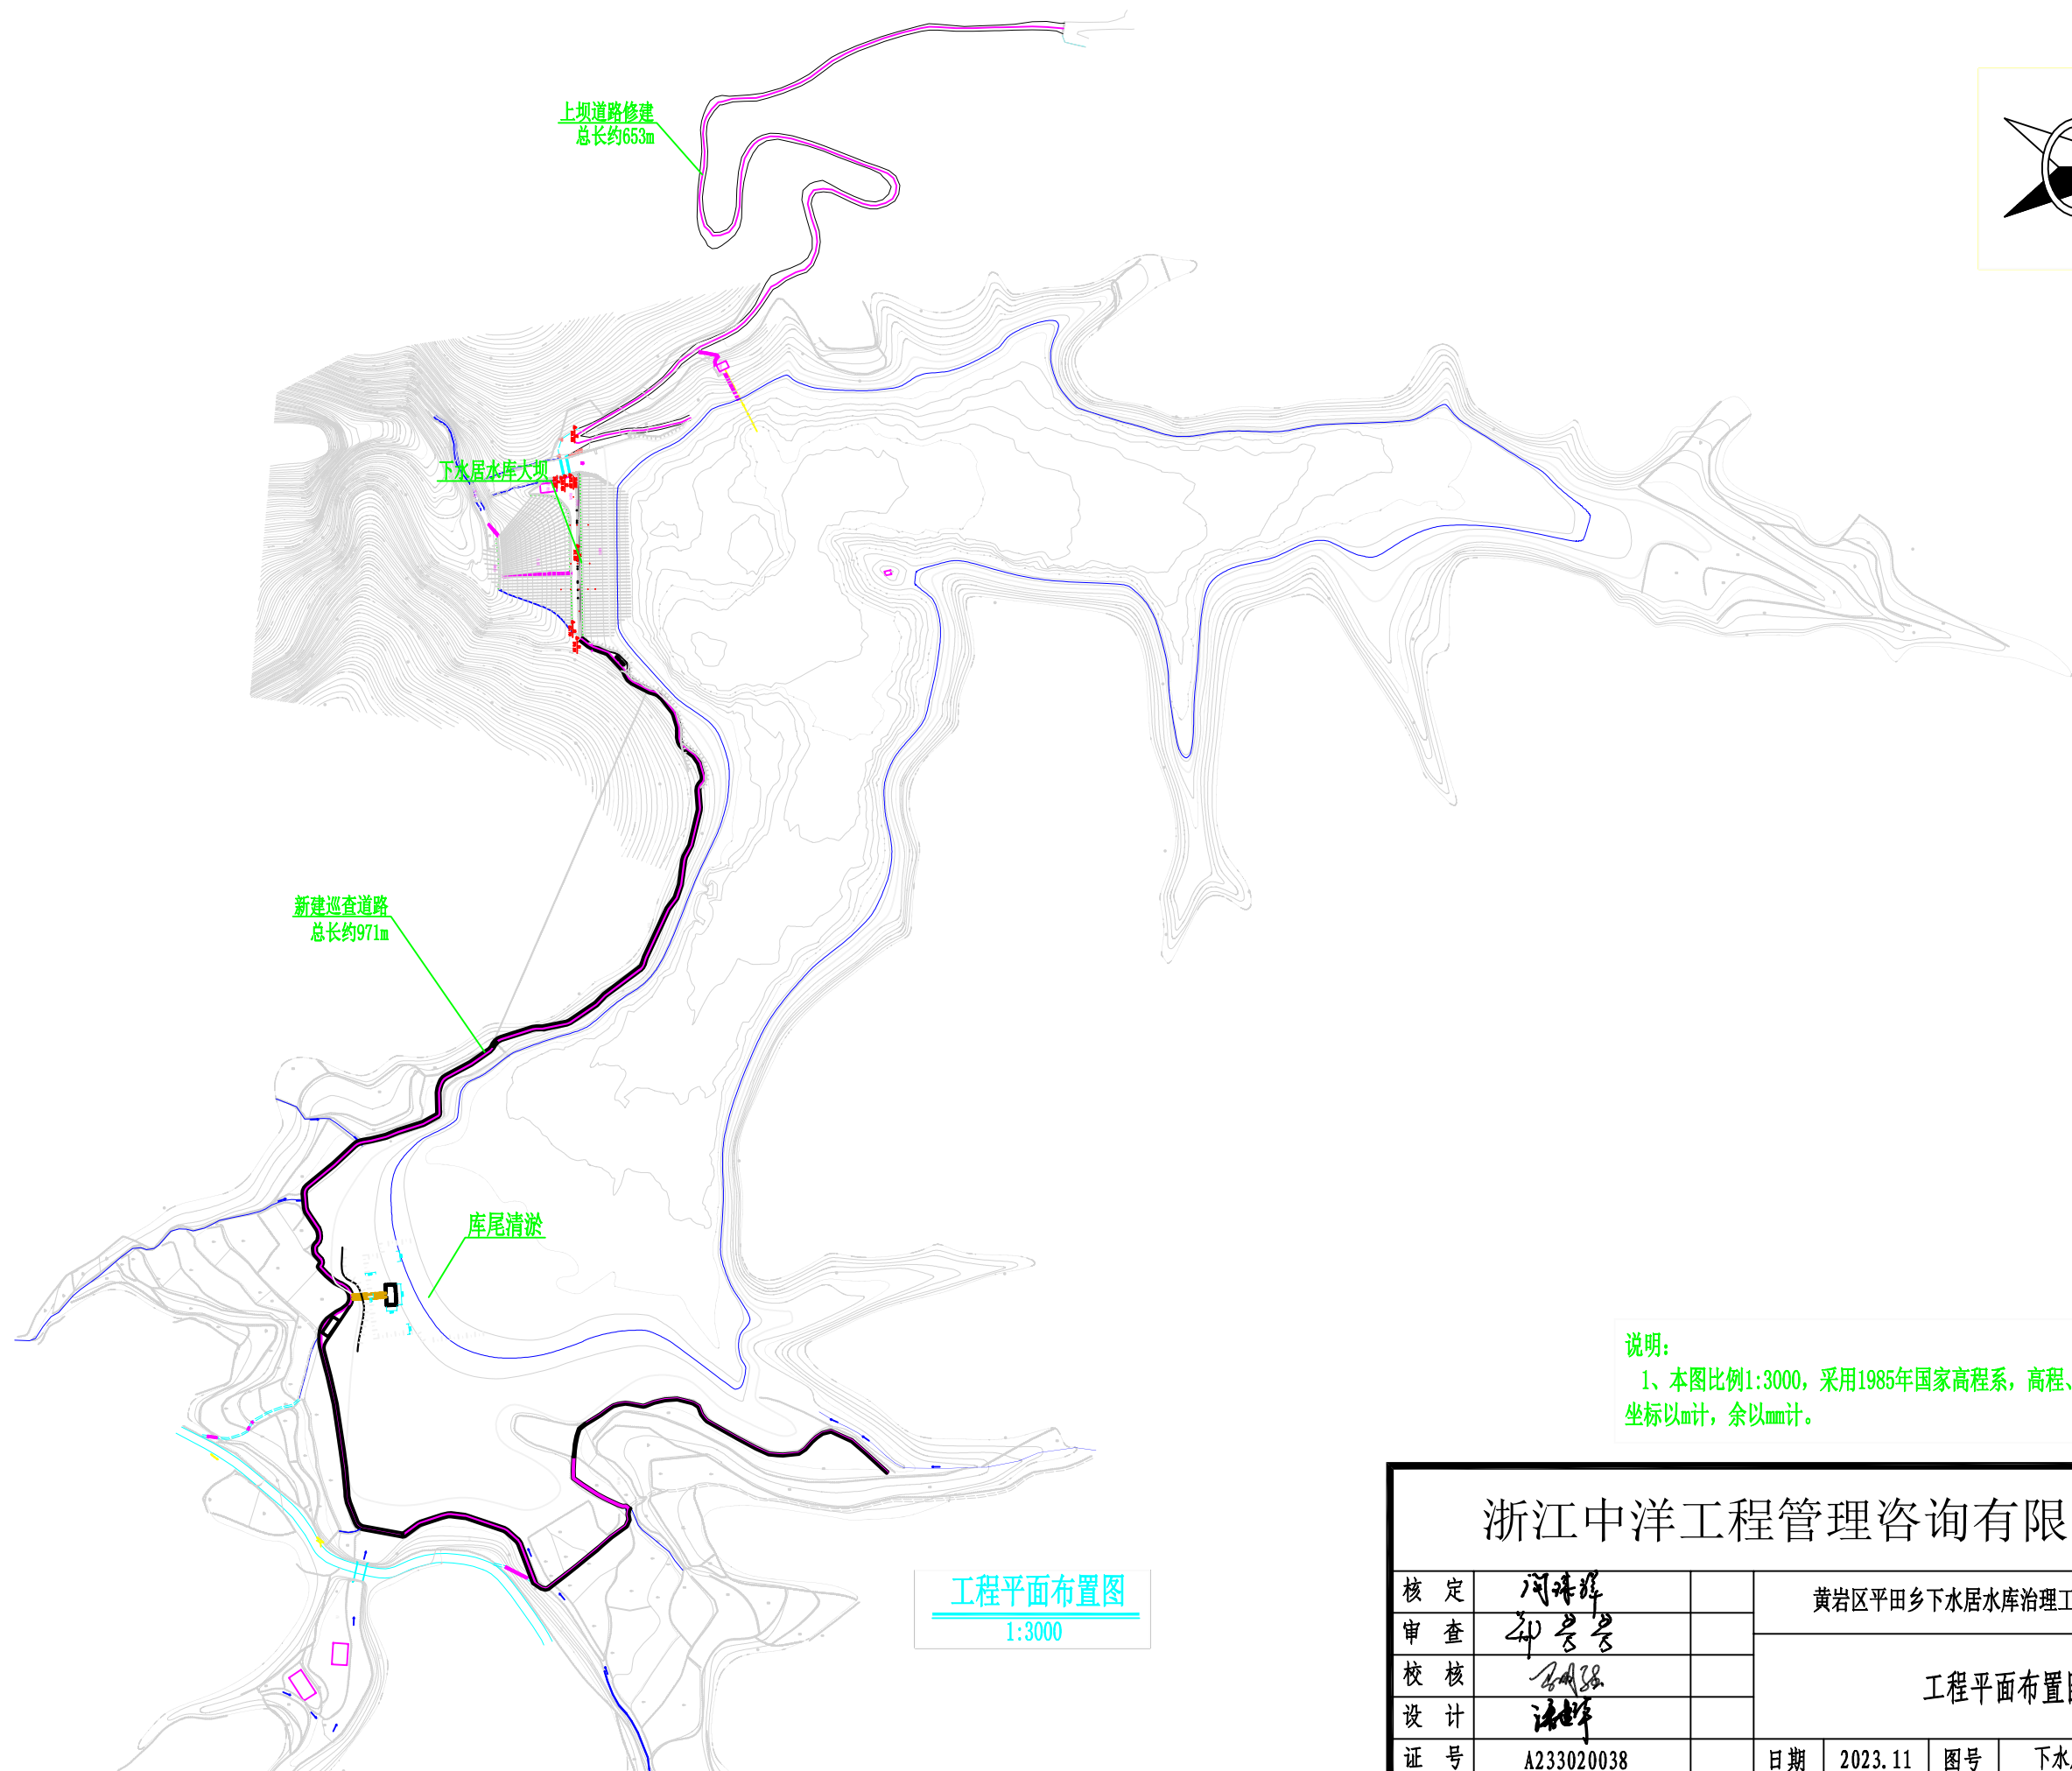 上坝道路修建
总长约653m
下水居水库大坝
新建巡查道路
总长约971m
库尾清淤
说明：
1、本图比例1:3000，采用1985年国家高程系，高程、
坐标以m计，余以mm计。
工程平面布置图
1:3000
浙江中洋工程管理咨询有限
核 定
黄岩区平田乡下水居水库治理工
审 查
校 核
工程平面布置图
设 计
证 号 A233020038 日期 2023.11 图号 下水